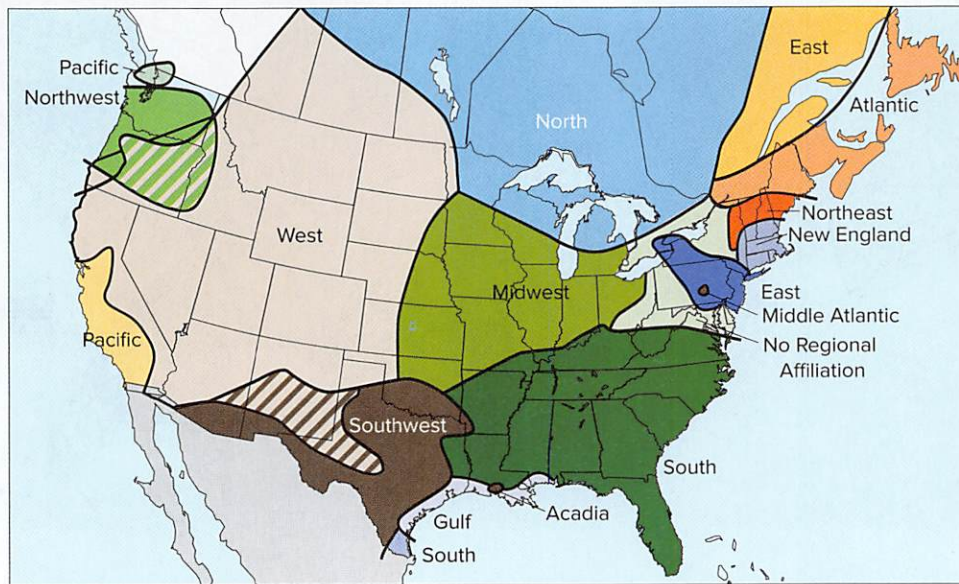 Pacific
Northwest
East
Atlantic
North
Northeast
New England
West
Midwest
East
Middle Atlantic
Pacific
No Regional
Affiliation
Southwest
South
Acadia
Gulf
South